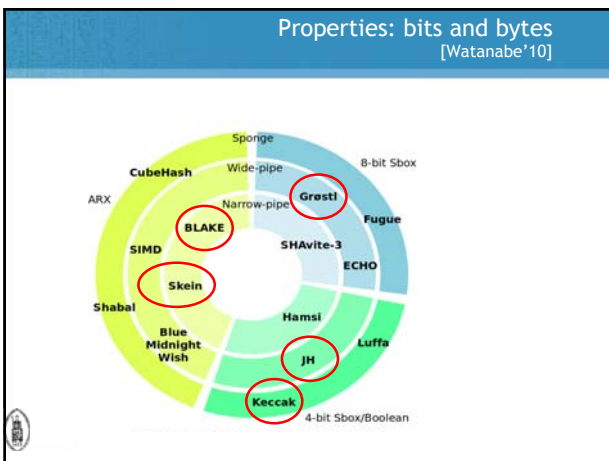 Properties: bits and bytes
[Watanabe’10]
Sponge
8-bit Sbox
CubeHash
Wide-pipe
ARX
Narrow-pipe
Grøstl
BLAKE
Fugue
SIMD
SHAvite-3
ECHO
Skein
Shabal
Hamsi
Blue
Midnight
Wish
Luffa
JH
Keccak
4-bit Sbox/Boolean